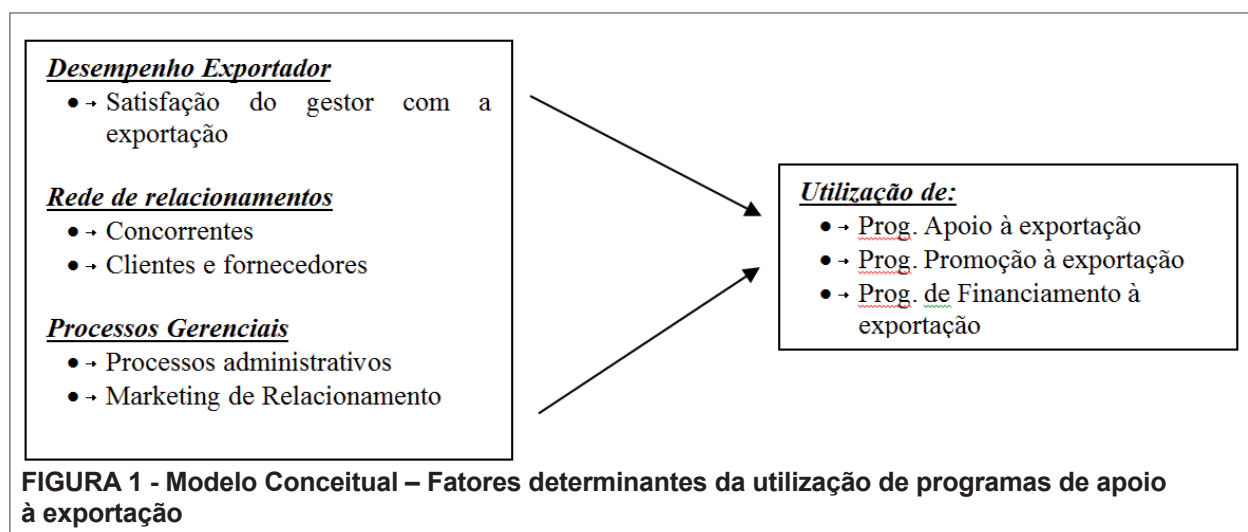 Desempenho Exportador
● → Satisfação do gestor com a
exportação
Rede de relacionamentos
● → Concorrentes
● → Clientes e fornecedores
Processos Gerenciais
● → Processos administrativos
● → Marketing de Relacionamento
Utilização de:
● → Prog. Apoio à exportação
● → Prog. Promoção à exportação
● → Prog. de Financiamento à
exportação
FIGURA 1 - Modelo Conceitual – Fatores determinantes da utilização de programas de apoio
à exportação